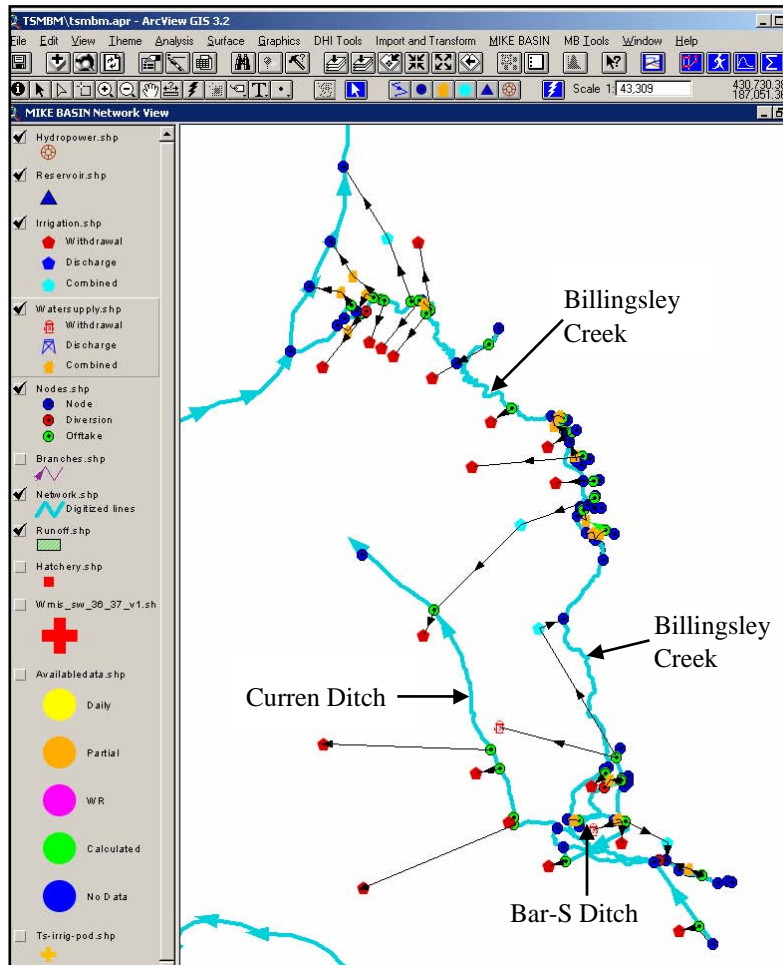 TSMBM\tsmbm.apr - ArcView GIS 3.2
File Edit View Theme Analysis Surface Graphics DHI Tools Import and Transform MIKE BASIN MB Tools Window Help
Scale 1: 43,309
430,730.38
187,051.36
MIKE BASIN Network View
Hydropower.shp
Reservoir.shp
Irrigation.shp
Withdrawal
Discharge
Combined
Watersupply.shp
Withdrawal
Discharge
Combined
Nodes.shp
Node
Diversion
Offtake
Branches.shp
Network.shp
Digitized lines
Runoff.shp
Hatchery.shp
Wmis_sw_36_37_v1.sh
Availabledata.shp
Daily
Partial
WR
Calculated
No Data
Ts-irrig-pod.shp
Billingsley
Creek
Billingsley
Creek
Curren Ditch
Bar-S Ditch